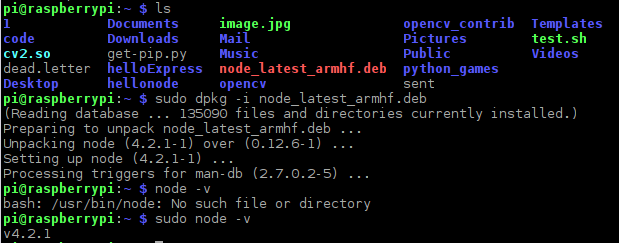 pi@raspberrypi:~ $ ls
1 Documents image.jpg opencv_contrib Templates
code Downloads Mail Pictures test.sh
cv2.so get-pip.py Music Public Videos
dead.letter helloExpress node_latest_armhf.deb python_games
Desktop hellonode opencv sent
pi@raspberrypi:~ $ sudo dpkg -i node_latest_armhf.deb
(Reading database ... 135090 files and directories currently installed.)
Preparing to unpack node_latest_armhf.deb ...
Unpacking node (4.2.1-1) over (0.12.6-1) ...
Setting up node (4.2.1-1) ...
Processing triggers for man-db (2.7.0.2-5) ...
pi@raspberrypi:~ $ node -v
bash: /usr/bin/node: No such file or directory
pi@raspberrypi:~ $ sudo node -v
v4.2.1